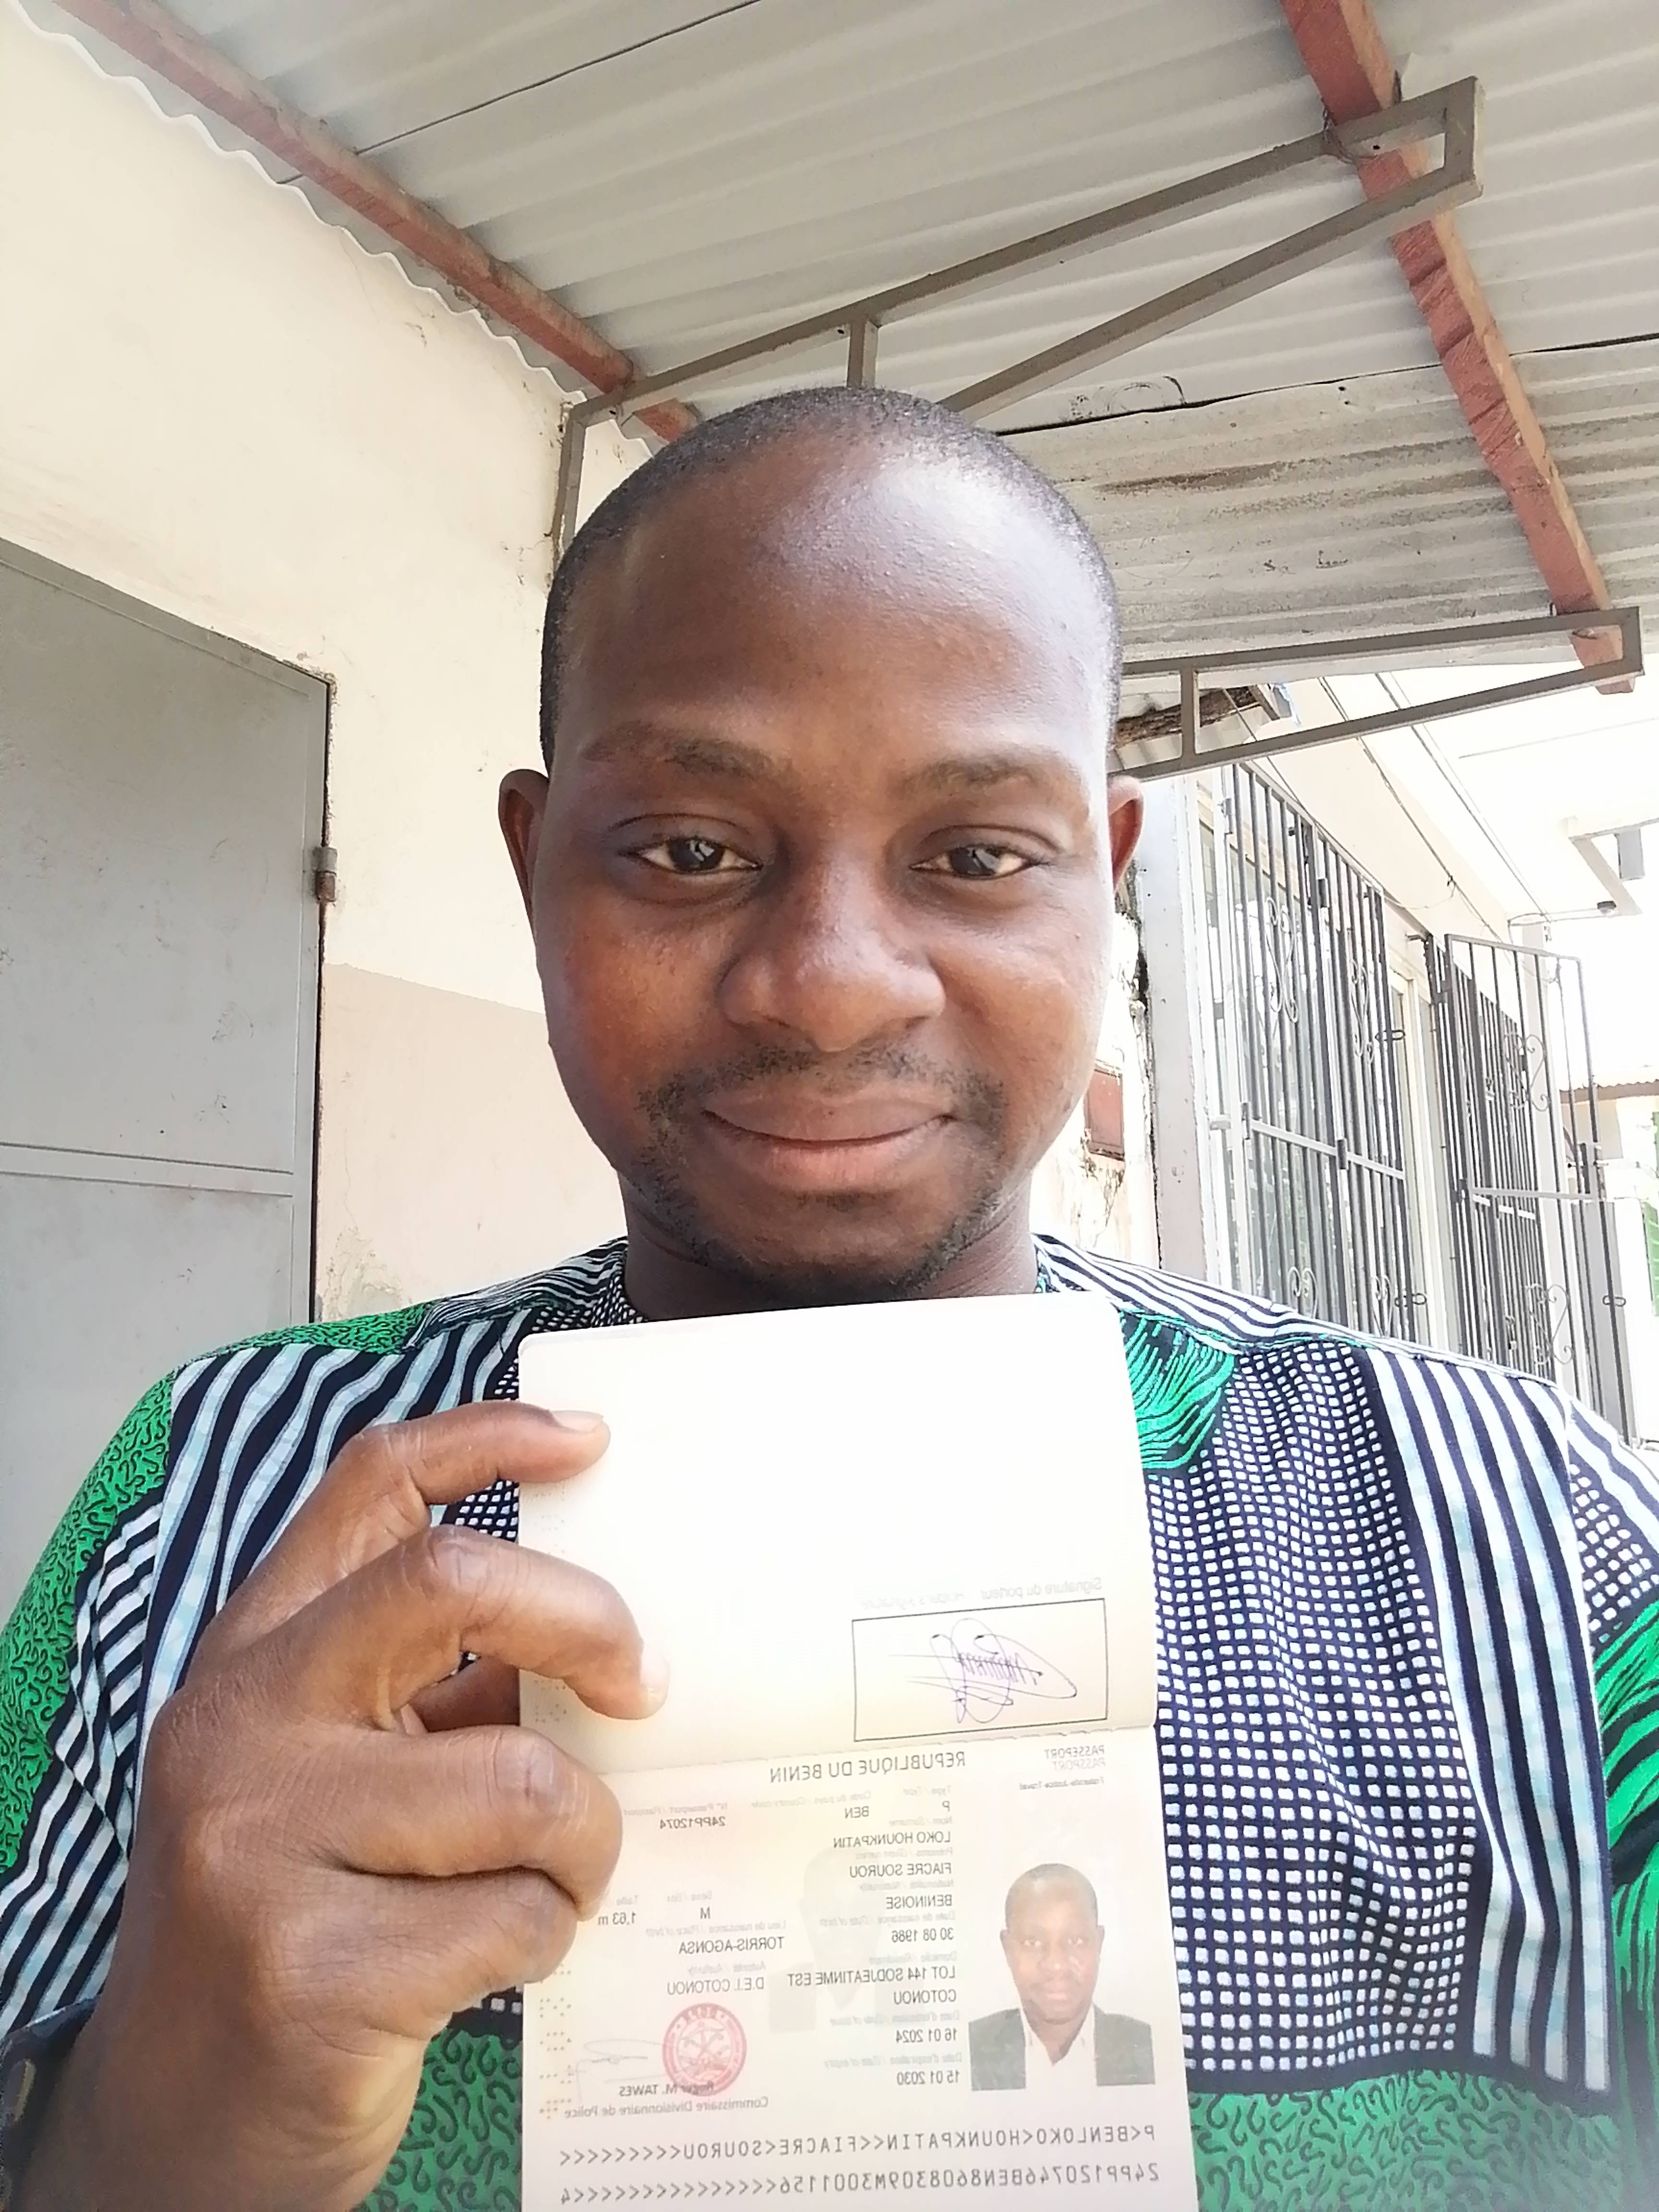 Signature du porteur Holder's signature
PASSEPORT
PASSPORT
REPUBLIQUE DU BENIN
Fraternité-Justice-Travail
Type / Type
Code du pays / Country code
N° Passeport / Passport
P
BEN
24PP12074
Nom / Surname
LOKO HOUNKPATIN
Prénoms / Given names
FIACRE SOUROU
Nationalité / Nationality
BENINOISE
Sexe / Sex
Taille
M
1,63 m
Date de naissance / Date of birth
Lieu de naissance / Place of birth
30 08 1986
TORRIS-AGONSA
Domicile /
Autorité / Authority
LOT 144 SODJEATINME EST
COTONOU
D.E.I. COTONOU
Date d'émission / Date of issue
16 01 2024
Date d'expiration / Date of expiry
15 01 2030
M. TAWES
Commissaire Divisionnaire de Police
P<BENLOKO<HOUNKPATIN<<FIACRE<SOUROU<<<<<<<<<
24PP120746BEN8608309M3001156<<<<<<<<<<<<<<<4